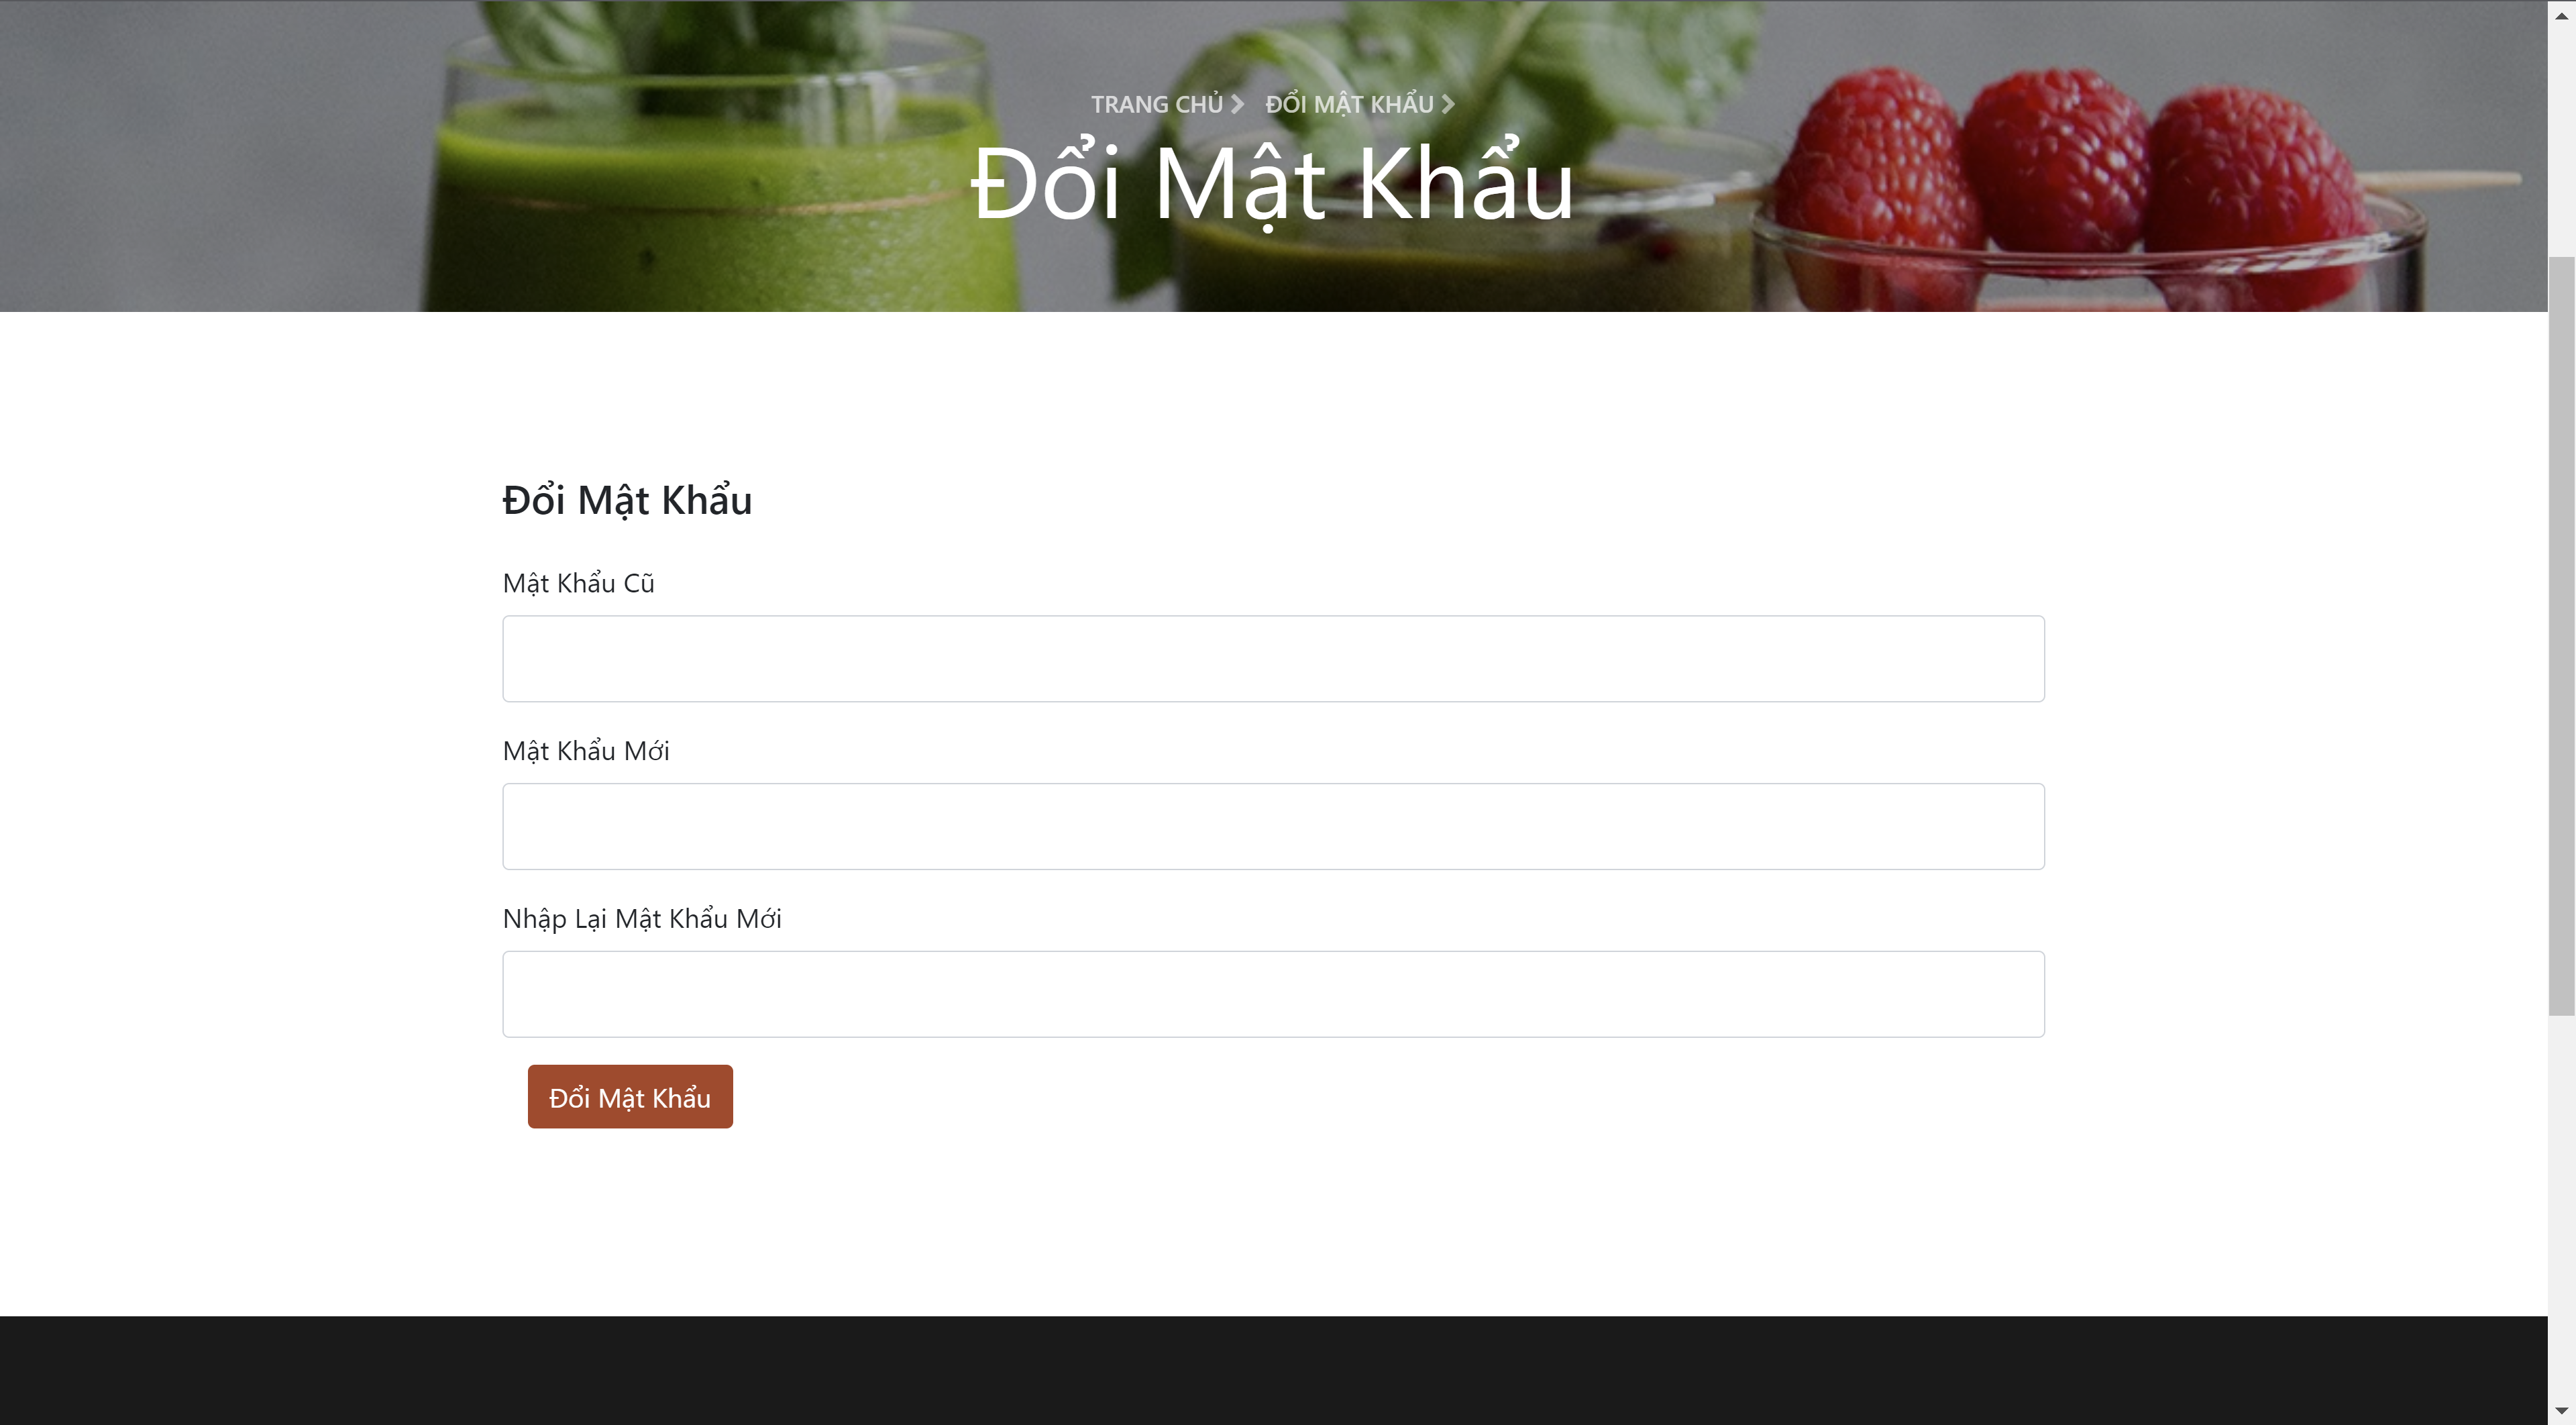 TRANG CHỦ ĐỔI MẬT KHẨU
Đổi Mật Khẩu
Đổi Mật Khẩu
Mật Khẩu Cũ
Mật Khẩu Mới
Nhập Lại Mật Khẩu Mới
Đổi Mật Khẩu